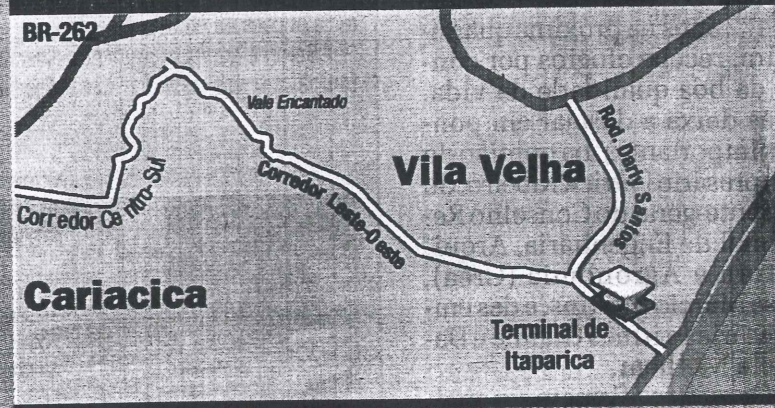 BR-262
Vale Encantado
Rod. Darly Santos
Vila Velha
Corredor Leste-Oeste
Corredor Centro-Sul
Cariacica
Terminal de
Itaparica